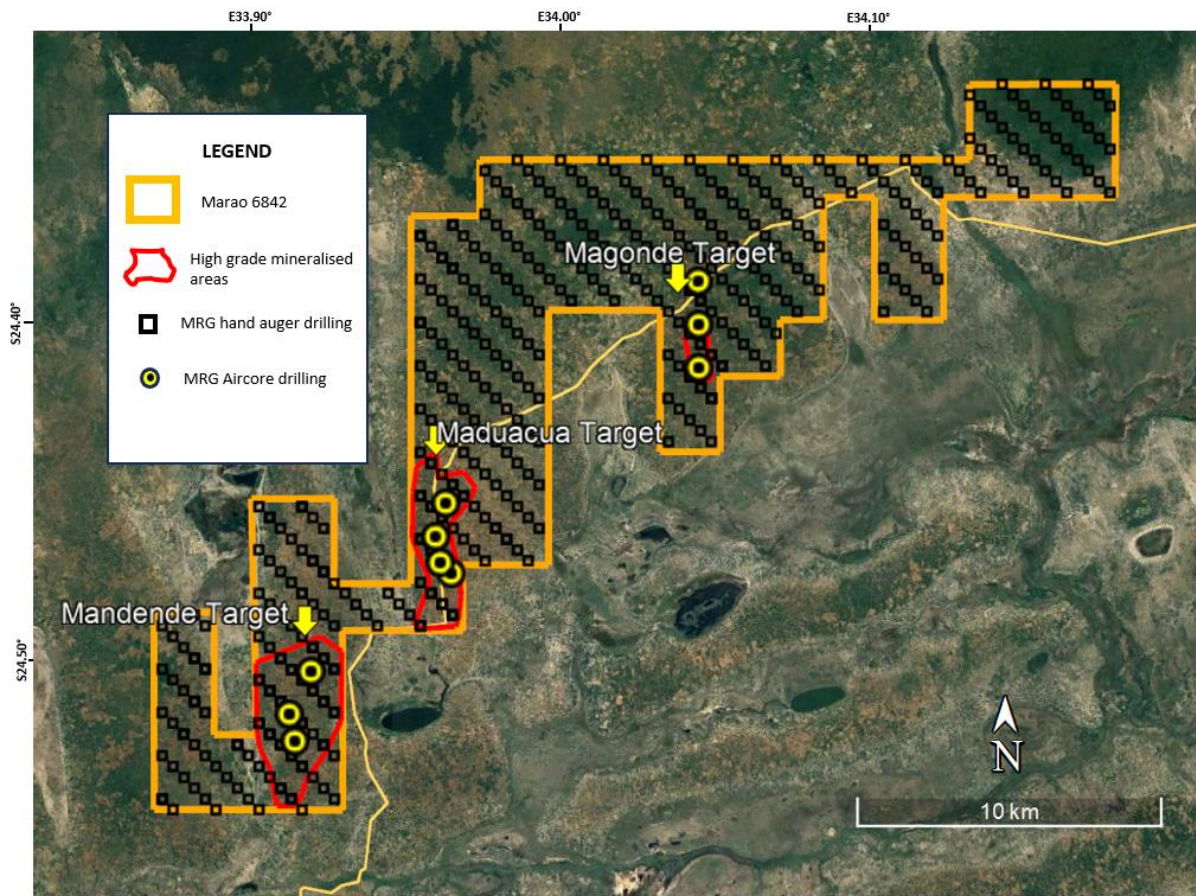 E33.90°
E34.00°
E34.10°
LEGEND
Marao 6842
High grade mineralised
areas
MRG hand auger drilling
MRG Aircore drilling
Magonde Target
S24.40°
Maduacua Target
Mandende Target
S24.50°
N
10 km